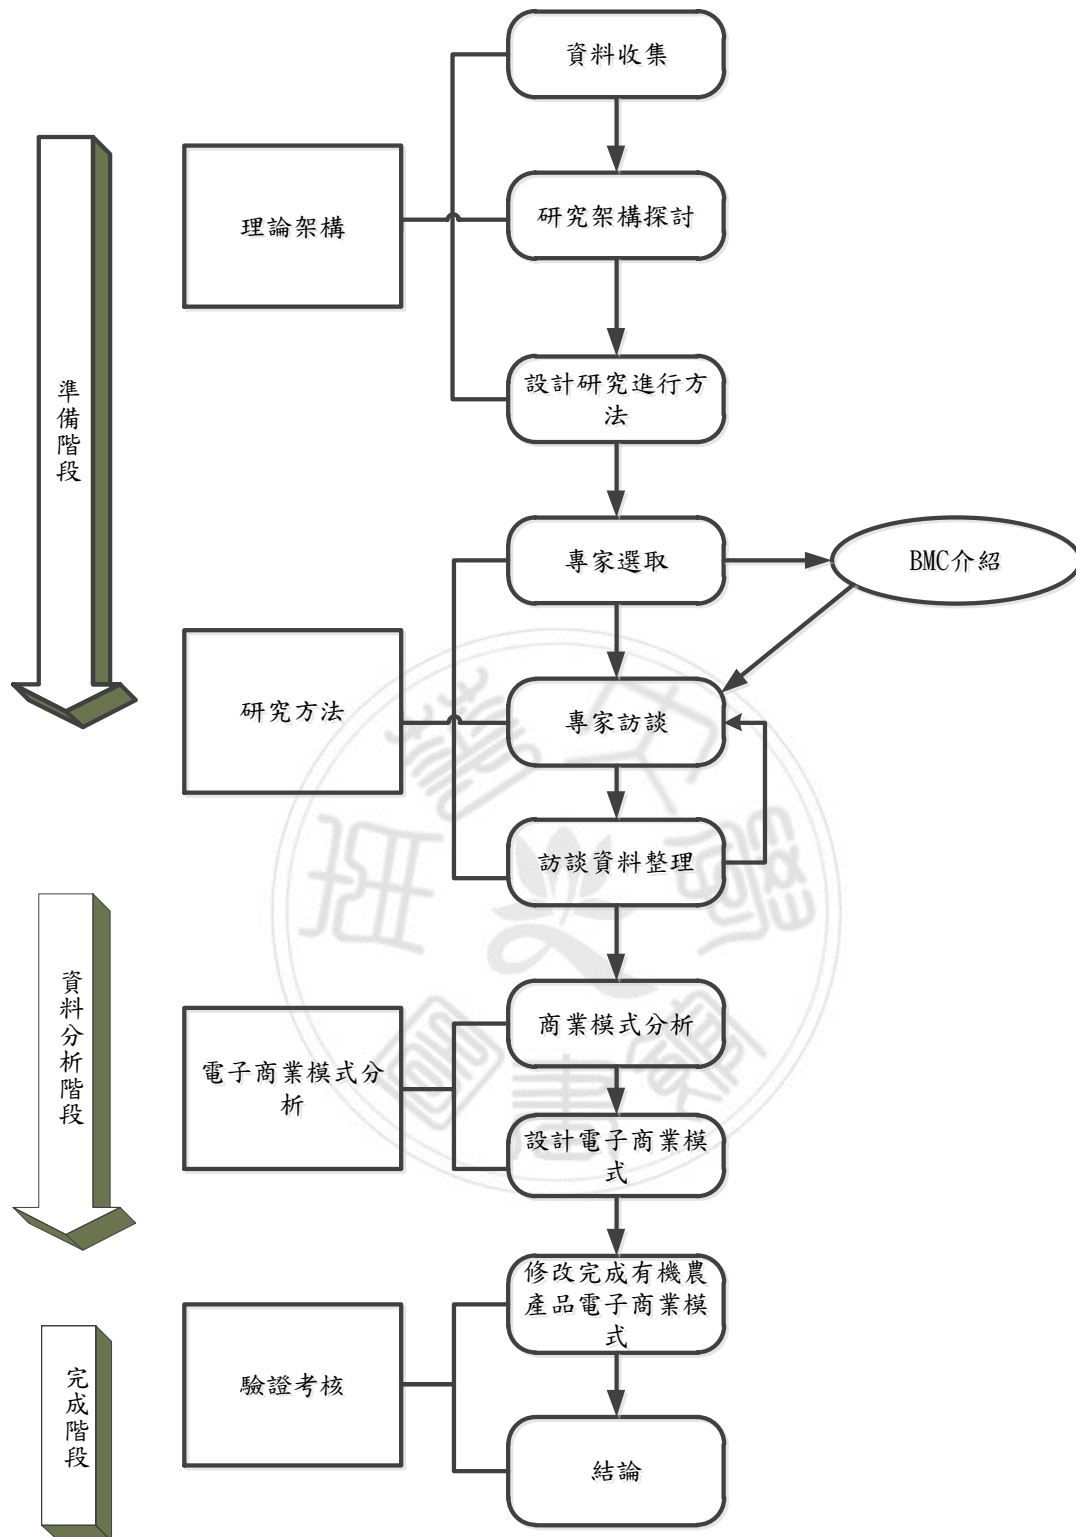 資料收集
理論架構
研究架構探討
設計研究進行方
法
準備階段
專家選取
BMC介紹
研究方法
專家訪談
訪談資料整理
資料分析階段
商業模式分析
電子商業模式分
析
設計電子商業模
式
修改完成有機農
產品電子商業模
式
完成階段
驗證考核
結論